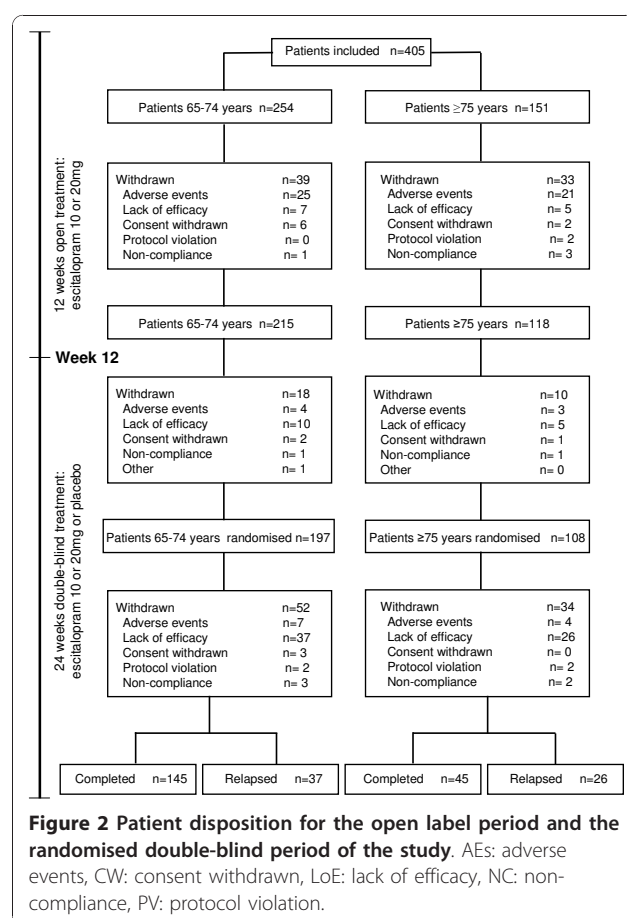 Patients included n=405
Patients 65-74 years n=254
Patients ≥75 years n=151
12 weeks open treatment:
escitalopram 10 or 20mg
Withdrawn n=39
Adverse events n=25
Lack of efficacy n= 7
Consent withdrawn n= 6
Protocol violation n= 0
Non-compliance n= 1
Withdrawn n=33
Adverse events n=21
Lack of efficacy n= 5
Consent withdrawn n= 2
Protocol violation n= 2
Non-compliance n= 3
Patients 65-74 years n=215
Patients ≥75 years n=118
Week 12
24 weeks double-blind treatment:
escitalopram 10 or 20mg or placebo
Withdrawn n=18
Adverse events n= 4
Lack of efficacy n=10
Consent withdrawn n= 2
Non-compliance n= 1
Other n= 1
Withdrawn n=10
Adverse events n= 3
Lack of efficacy n= 5
Consent withdrawn n= 1
Non-compliance n= 1
Other n= 0
Patients 65-74 years randomised n=197
Patients ≥75 years randomised n=108
Withdrawn n=52
Adverse events n=7
Lack of efficacy n=37
Consent withdrawn n= 3
Protocol violation n= 2
Non-compliance n= 3
Withdrawn n=34
Adverse events n= 4
Lack of efficacy n=26
Consent withdrawn n= 0
Protocol violation n= 2
Non-compliance n= 2
Completed n=145
Relapsed n=37
Completed n=45
Relapsed n=26
Figure 2 Patient disposition for the open label period and the
randomised double-blind period of the study. AEs: adverse
events, CW: consent withdrawn, LoE: lack of efficacy, NC: non-
compliance, PV: protocol violation.